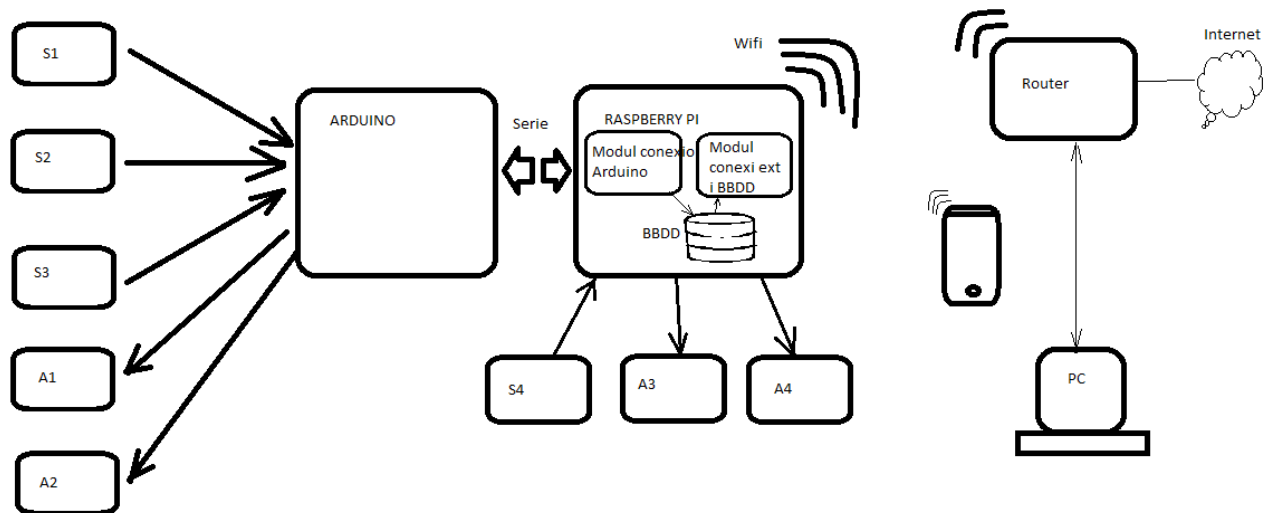 S1
S2
S3
A1
A2
ARDUINO
Serie
RASPBERRY PI
Modul conexio
Arduino
Modul
conexi ext
i BBDD
BBDD
S4
A3
A4
Wifi
Router
Internet
PC